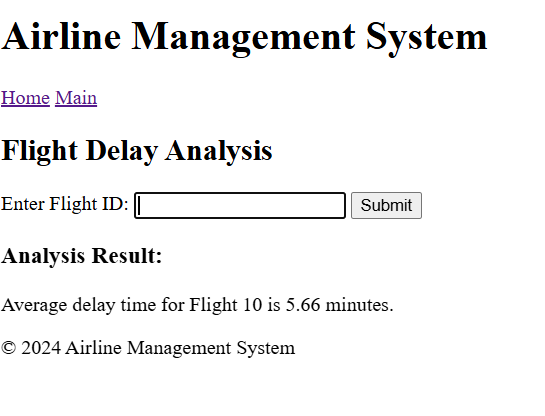 Airline Management System
Home Main
Flight Delay Analysis
Enter Flight ID: Submit
Analysis Result:
Average delay time for Flight 10 is 5.66 minutes.
© 2024 Airline Management System